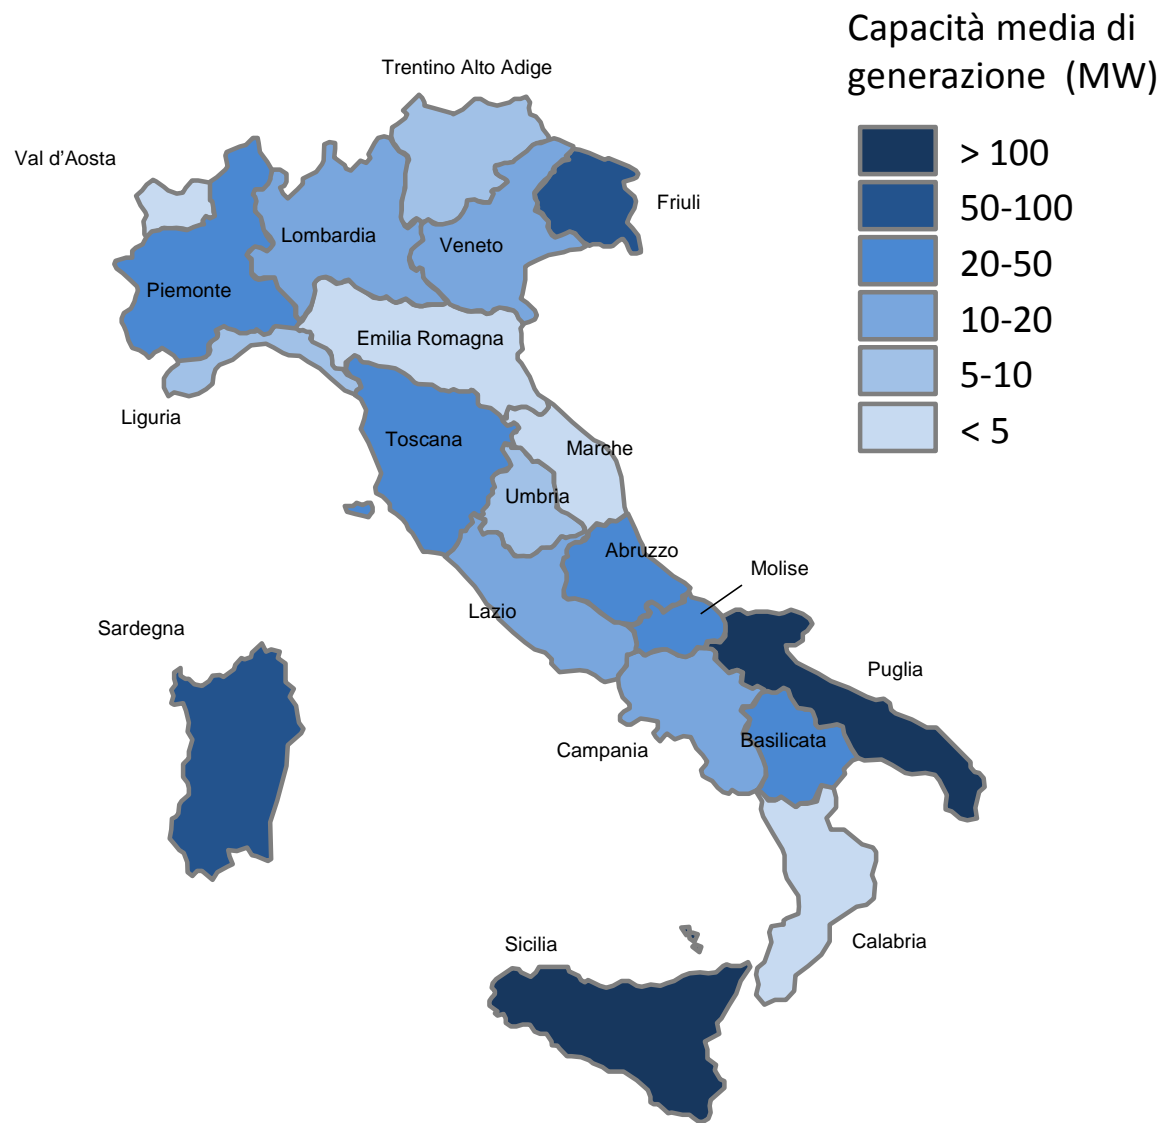 Capacità media di
generazione (MW)
> 100
50-100
20-50
10-20
5-10
< 5
Trentino Alto Adige
Val d'Aosta
Friuli
Lombardia
Veneto
Piemonte
Emilia Romagna
Liguria
Toscana
Marche
Umbria
Abruzzo
Molise
Lazio
Sardegna
Puglia
Campania
Basilicata
Sicilia
Calabria